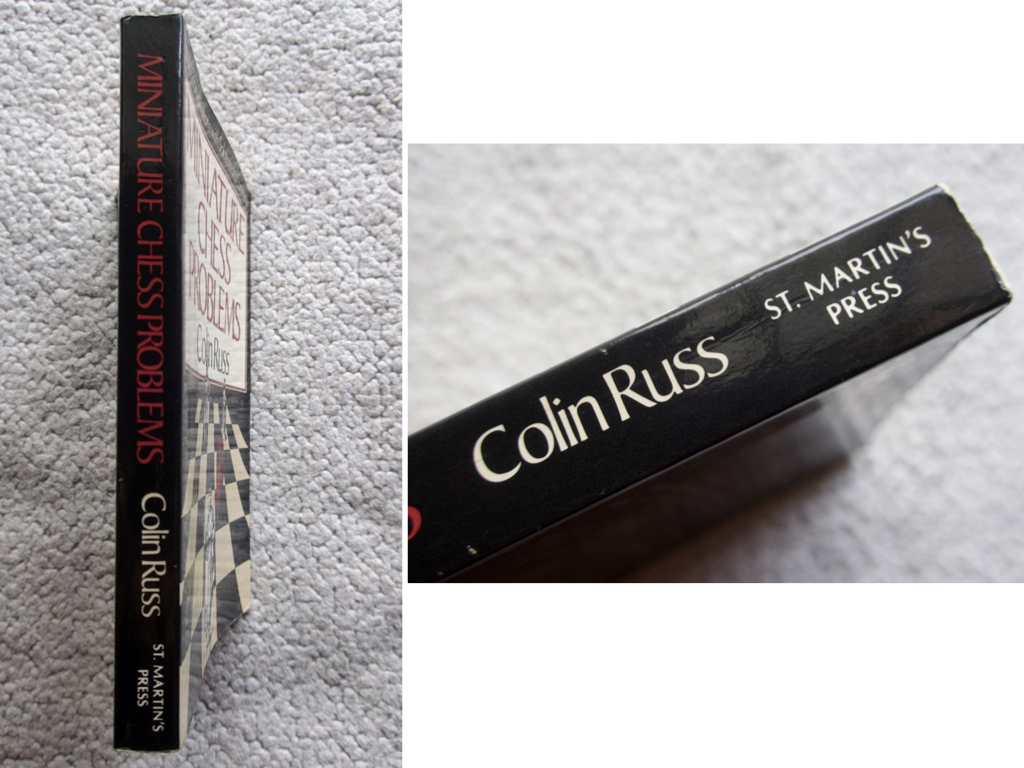 MINIATURE CHESS PROBLEMS
Colin Russ
ST. MARTIN'S
PRESS
MINIATURE
CHESS
PROBLEMS
Colin Russ
Colin Russ
ST. MARTIN'S
PRESS